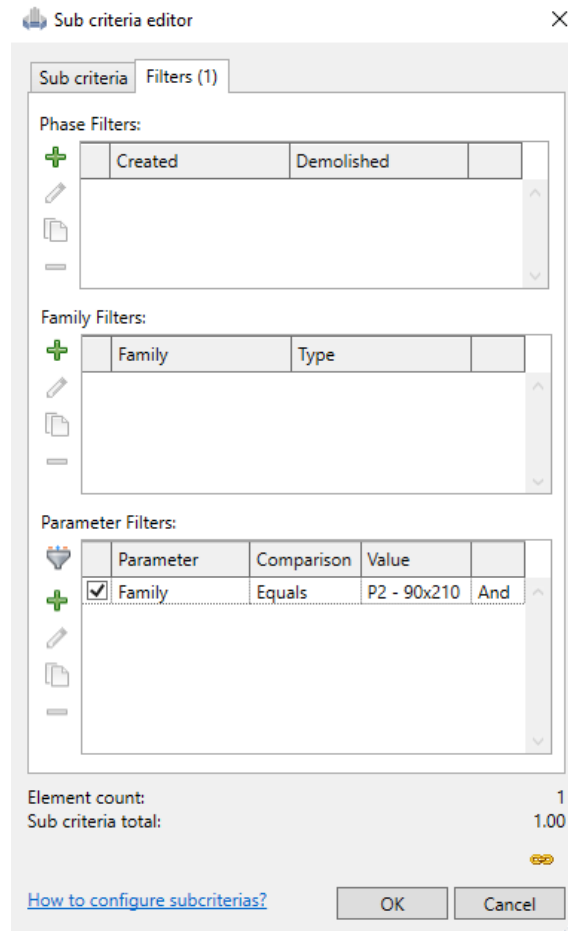 Sub criteria editor
Sub criteria Filters (1)
Phase Filters:
Created Demolished
Family Filters:
Family Type
Parameter Filters:
Parameter Comparison Value
Family Equals P2 - 90x210 And
Element count: 1
Sub criteria total: 1.00
How to configure subcriterias? OK Cancel